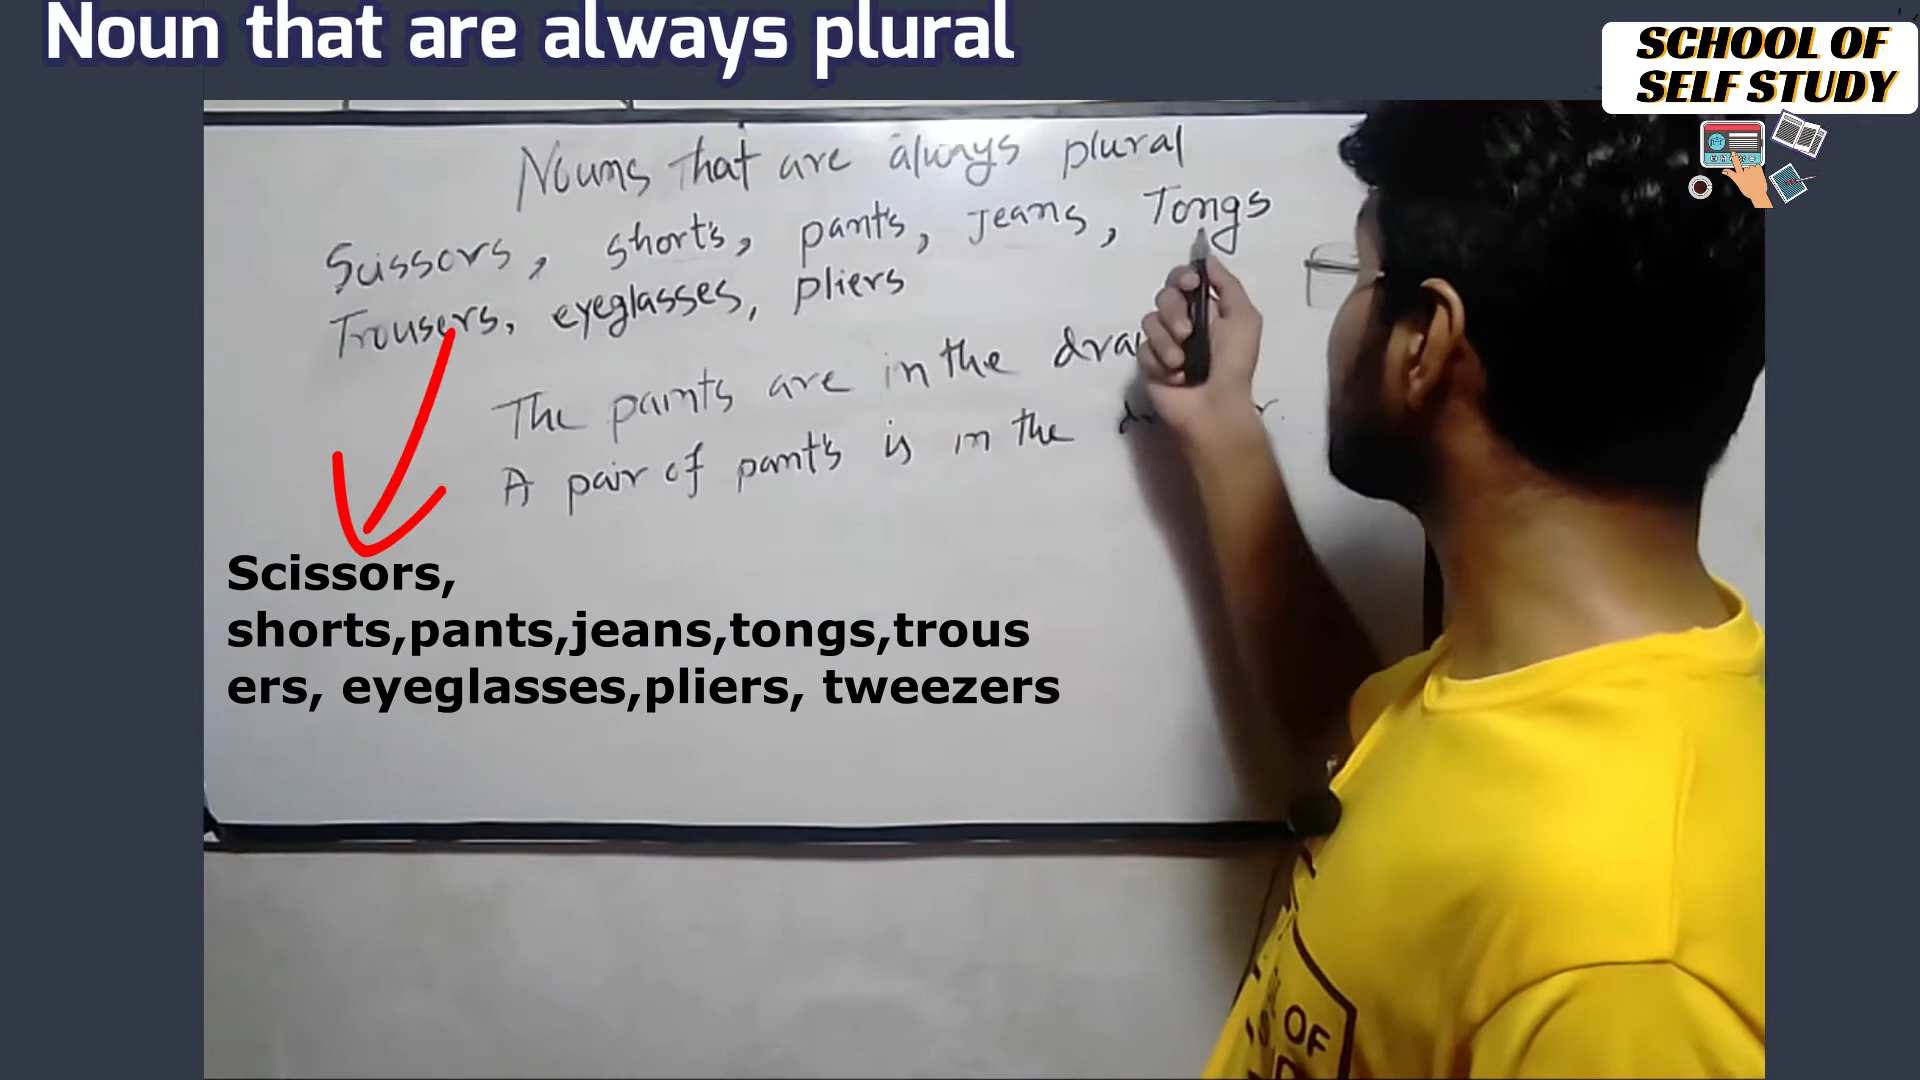 Noun that are always plural
SCHOOL OF
SELF STUDY
Nouns that are always plural
Scissors, shorts, pants, Jeans, Tongs
Trousers, eyeglasses, pliers
The pants are in the
A pair of pants is in the
Scissors,
shorts,pants,jeans,tongs,trous
ers, eyeglasses,pliers, tweezers
OF